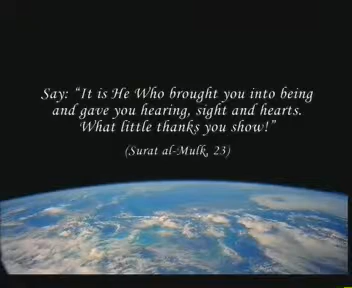 Say: “It is He Who brought you into being
and gave you hearing, sight and hearts.
What little thanks you show!”
(Surat al-Mulk, 23)